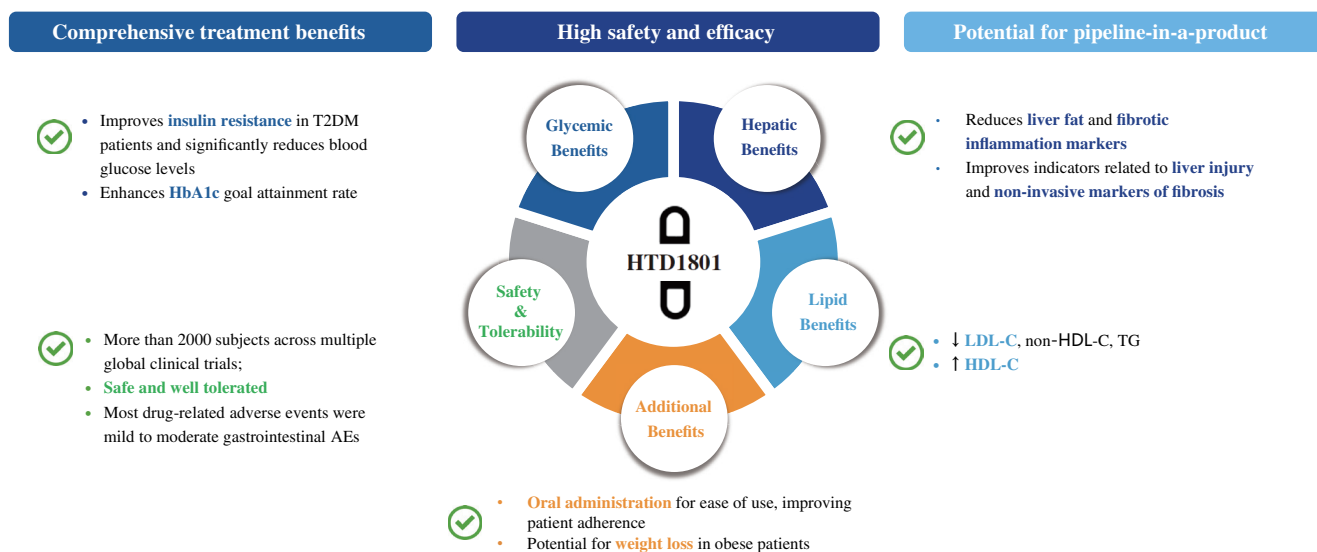 Comprehensive treatment benefits
High safety and efficacy
Potential for pipeline-in-a-product
• Improves insulin resistance in T2DM
patients and significantly reduces blood
glucose levels
• Enhances HbA1c goal attainment rate
Glycemic
Benefits
Hepatic
Benefits
• Reduces liver fat and fibrotic
inflammation markers
• Improves indicators related to liver injury
and non-invasive markers of fibrosis
HTD1801
Safety
&
Tolerability
Lipid
Benefits
• More than 2000 subjects across multiple
global clinical trials;
• Safe and well tolerated
• Most drug-related adverse events were
mild to moderate gastrointestinal AEs
• ↓ LDL-C, non-HDL-C, TG
• ↑ HDL-C
Additional
Benefits
• Oral administration for ease of use, improving
patient adherence
• Potential for weight loss in obese patients